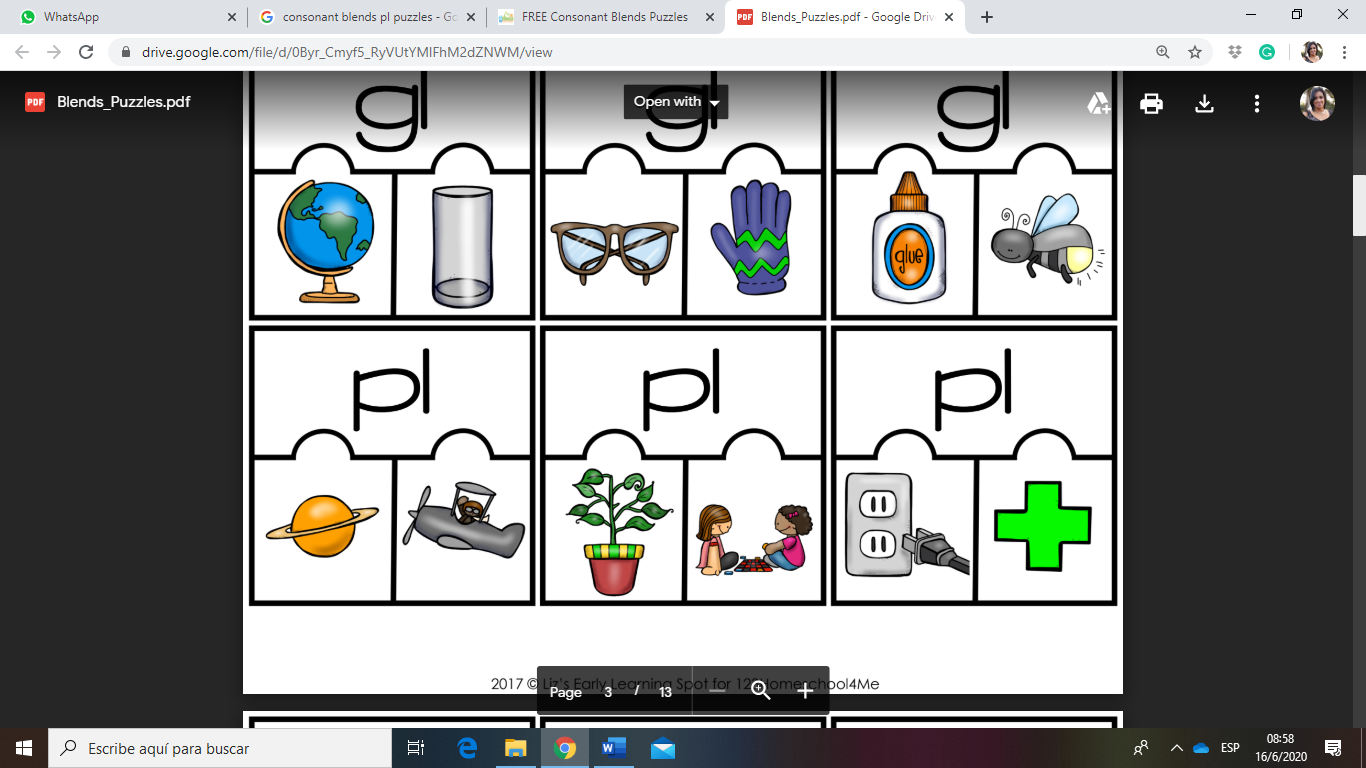 WhatsApp
consonant blends pl puzzles - Go
FREE Consonant Blends Puzzles
PDF Blends_Puzzles.pdf - Google Driv
drive.google.com/file/d/0Byr_Cmyf5_RyVUtYMlFhM2dZNWM/view
PDF Blends_Puzzles.pdf
Open with
gl gl gl
glue
pl pl pl
2017 © Liz's Early Learning Spot for
Page 3 / 13
Escribe aquí para buscar
ESP
08:58
16/6/2020